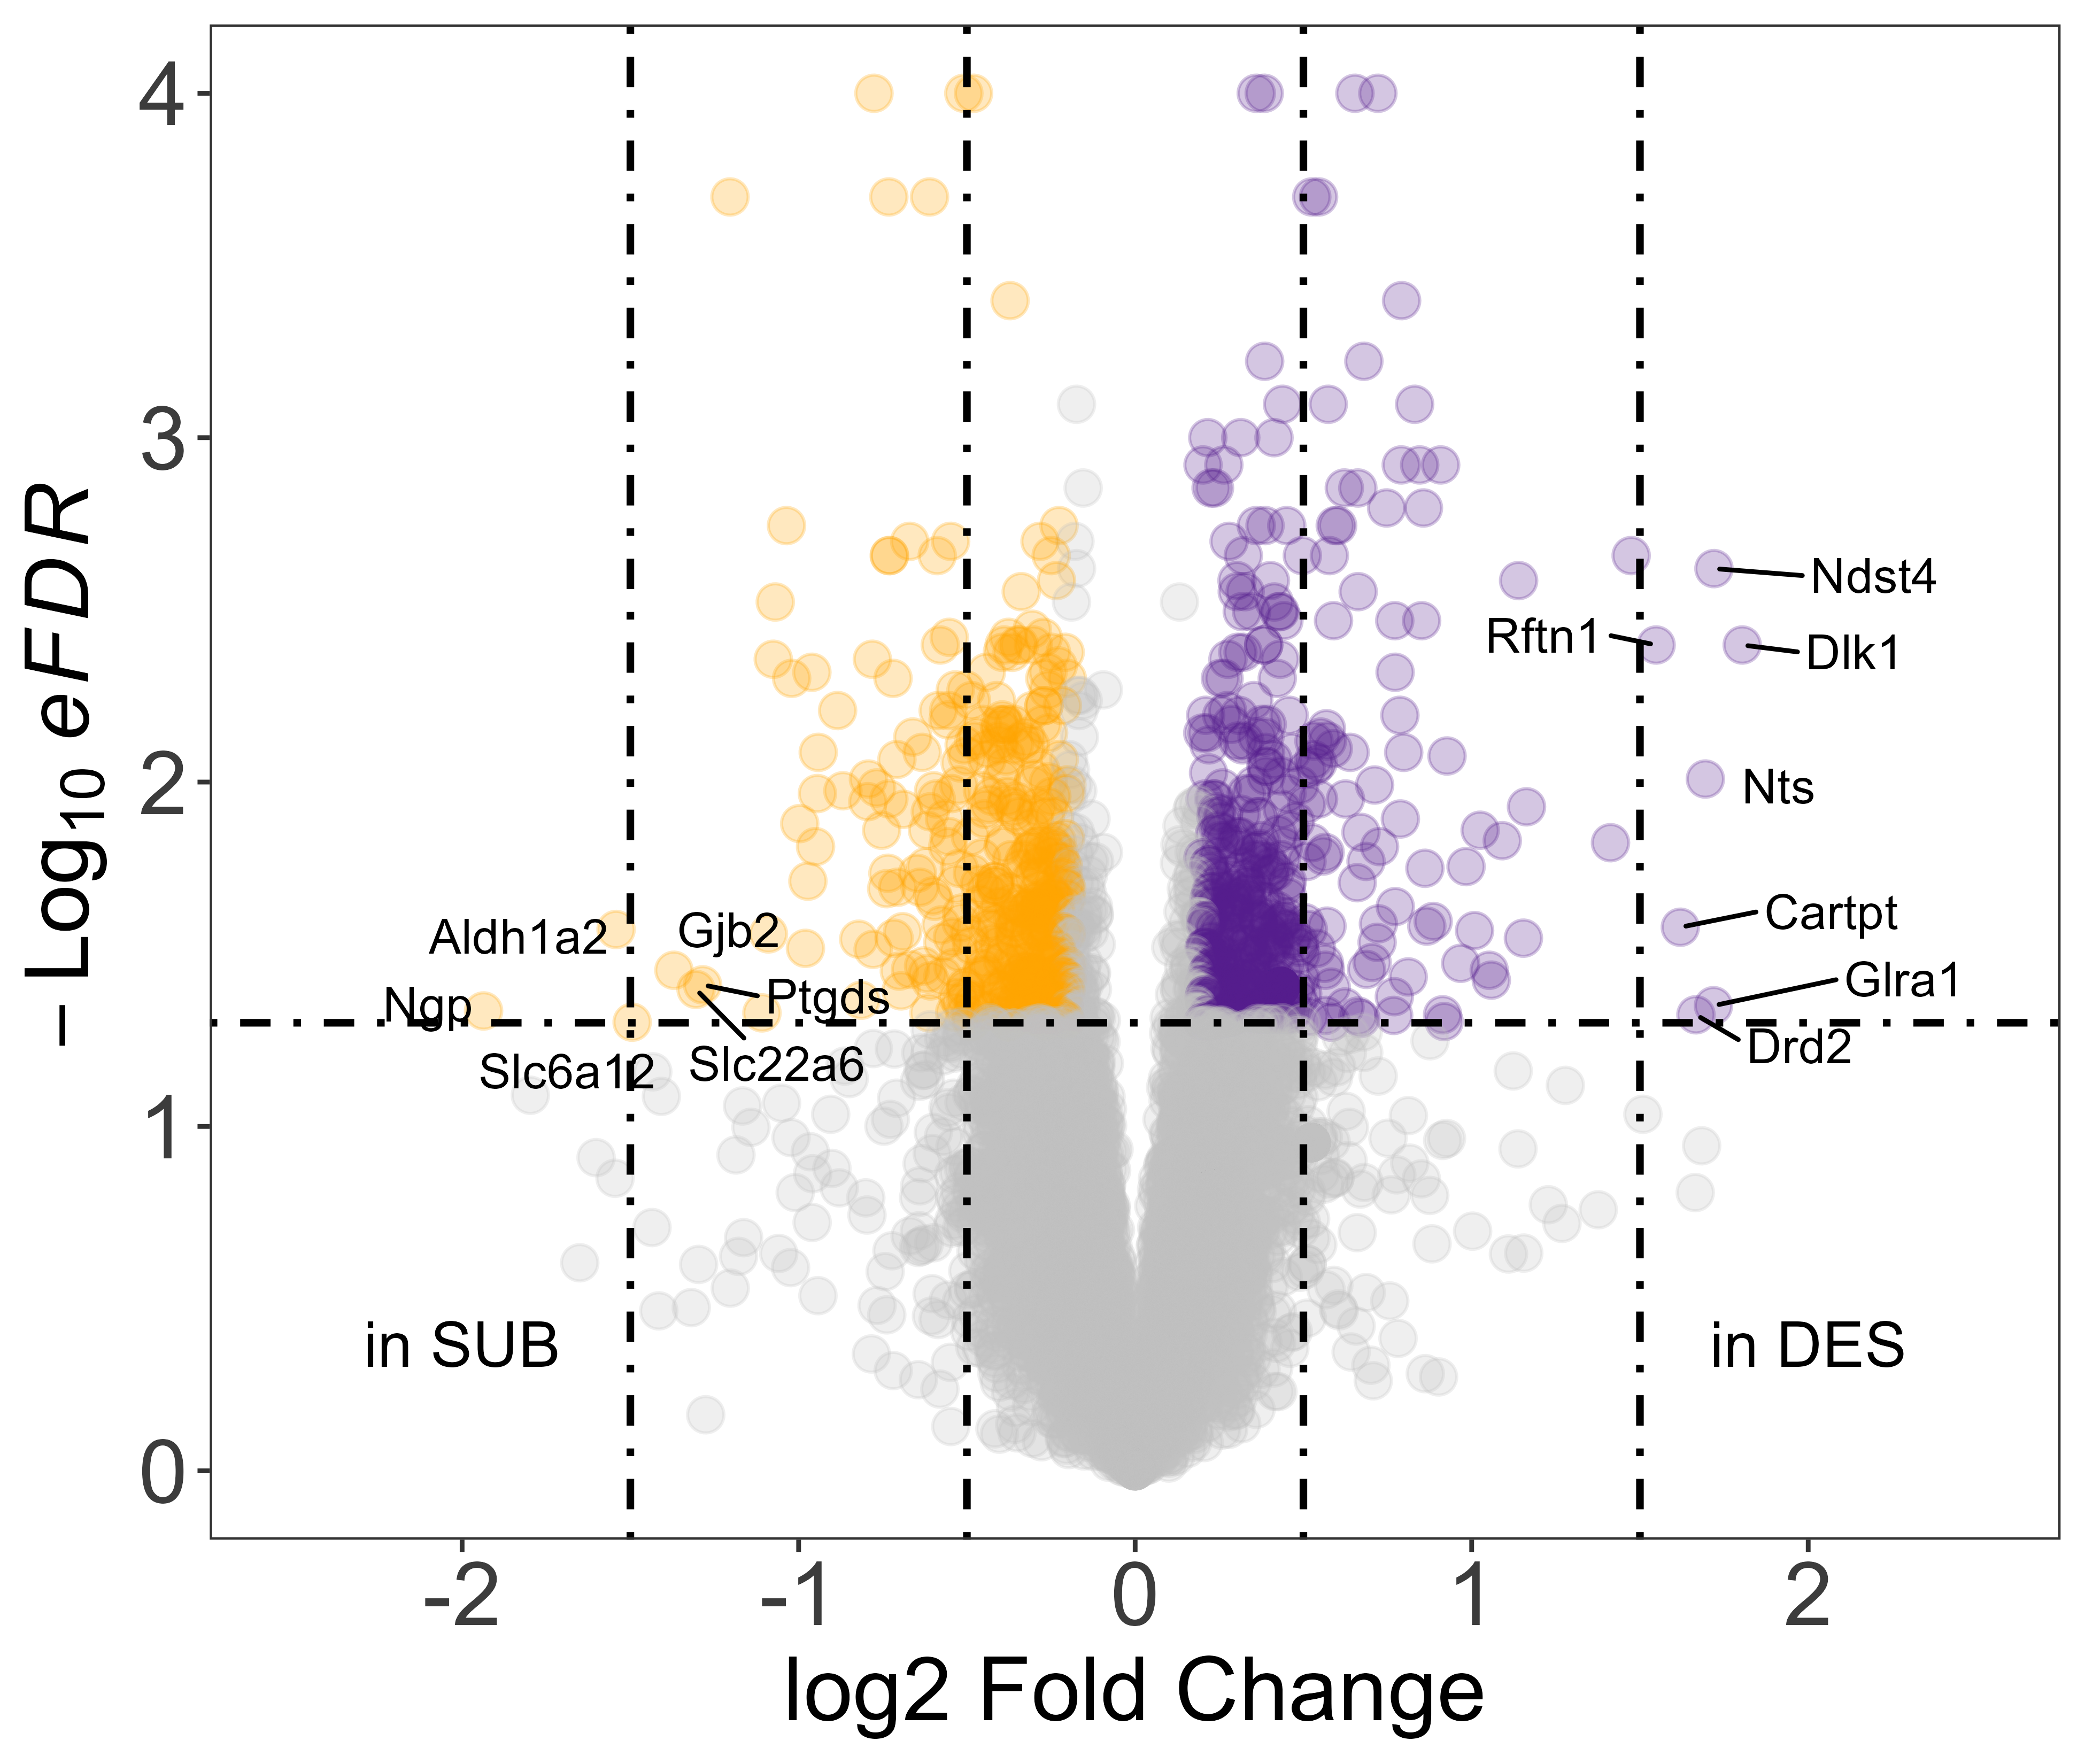 4
3
2
1
0
− Log10 eFDR
Ndst4
Rftn1
Dlk1
Nts
Cartpt
Glra1
Drd2
Aldh1a2
Gjb2
Ngp
Ptgds
Slc6a12
Slc22a6
in SUB
in DES
-2
-1
0
1
2
log2 Fold Change